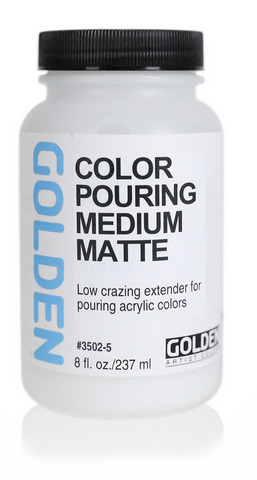 GOLDEN
COLOR
POURING
MEDIUM
MATTE
Low crazing extender for
pouring acrylic colors
#3502-5
8 fl. oz./237 ml
GOLDEN
ARTIST